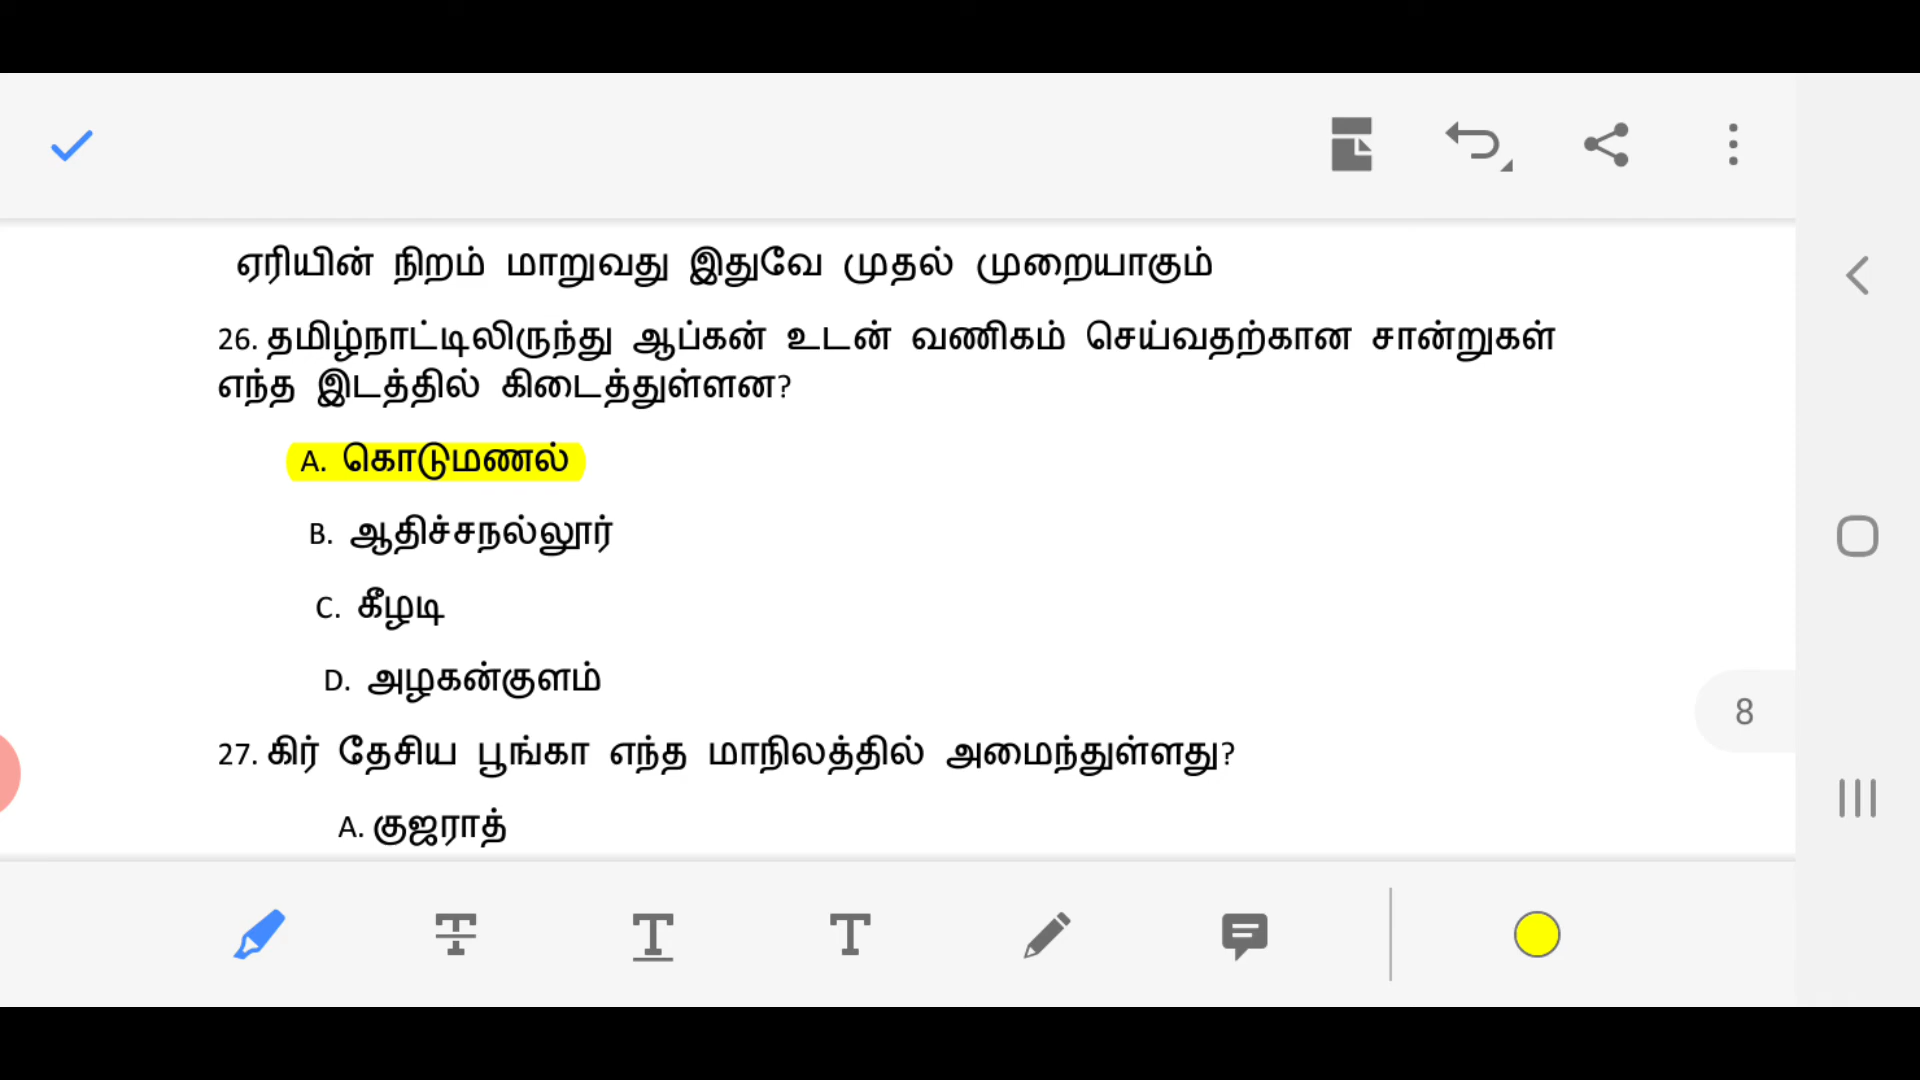 ஏரியின் நிறம் மாறுவது இதுவே முதல் முறையாகும்
26. தமிழ்நாட்டிலிருந்து ஆப்கன் உடன் வணிகம் செய்வதற்கான சான்றுகள்
எந்த இடத்தில் கிடைத்துள்ளன?
A. கொடுமணல்
B. ஆதிச்சநல்லூர்
C. கீழடி
D. அழகன்குளம்
8
27. கிர் தேசிய பூங்கா எந்த மாநிலத்தில் அமைந்துள்ளது?
A. குஜராத்